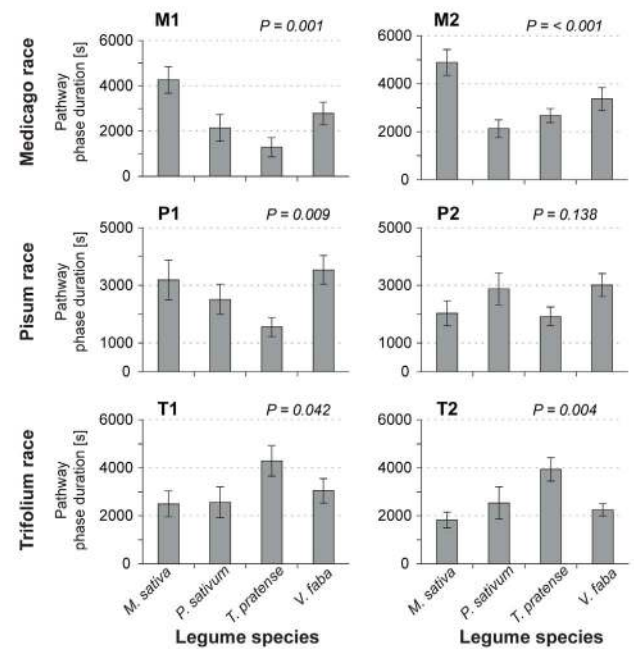 M1 P = 0.001
M2 P = < 0.001
Medicago race
Pathway
phase duration [s]
6000
4000
2000
0
6000
4000
2000
0
P1 P = 0.009
P2 P = 0.138
Pisum race
Pathway
phase duration [s]
5000
3000
1000
0
5000
3000
1000
0
T1 P = 0.042
T2 P = 0.004
Trifolium race
Pathway
phase duration [s]
6000
4000
2000
0
6000
4000
2000
0
M. sativa P. sativum T. pratense V. faba
M. sativa P. sativum T. pratense V. faba
Legume species
Legume species